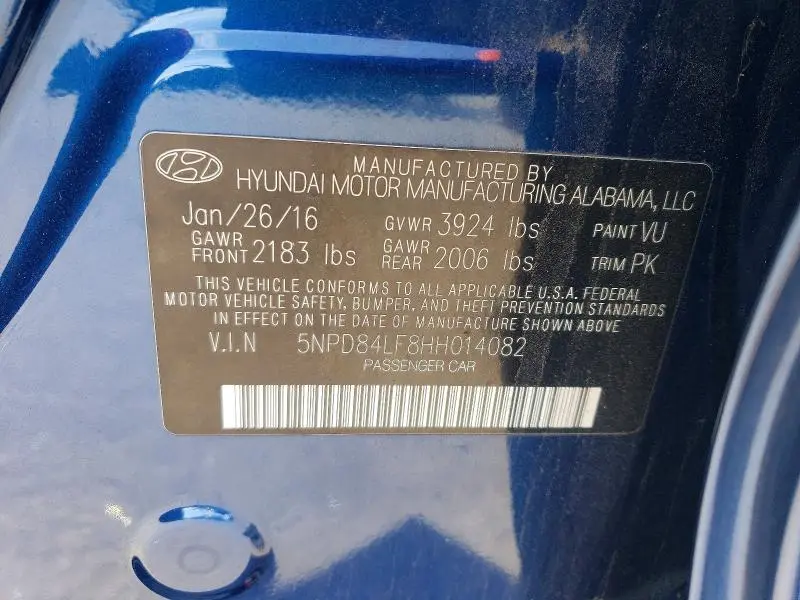 MANUFACTURED BY
HYUNDAI MOTOR MANUFACTURING ALABAMA, LLC
Jan/26/16 GVWR 3924 lbs PAINT VU
GAWR FRONT 2183 lbs GAWR REAR 2006 lbs TRIM PK
THIS VEHICLE CONFORMS TO ALL APPLICABLE U.S.A. FEDERAL
MOTOR VEHICLE SAFETY, BUMPER, AND THEFT PREVENTION STANDARDS
IN EFFECT ON THE DATE OF MANUFACTURE SHOWN ABOVE
V.I.N 5NPD84LF8HH014082
PASSENGER CAR